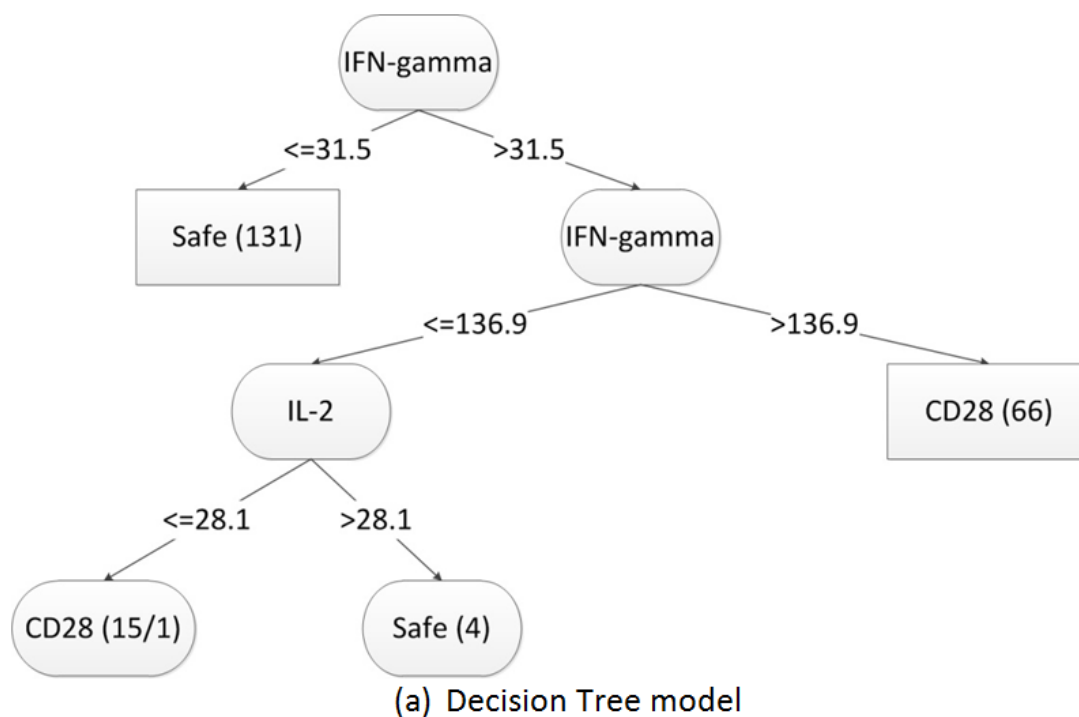 IFN-gamma
<=31.5
>31.5
Safe (131)
IFN-gamma
<=136.9
>136.9
IL-2
CD28 (66)
<=28.1
>28.1
CD28 (15/1)
Safe (4)
(a) Decision Tree model